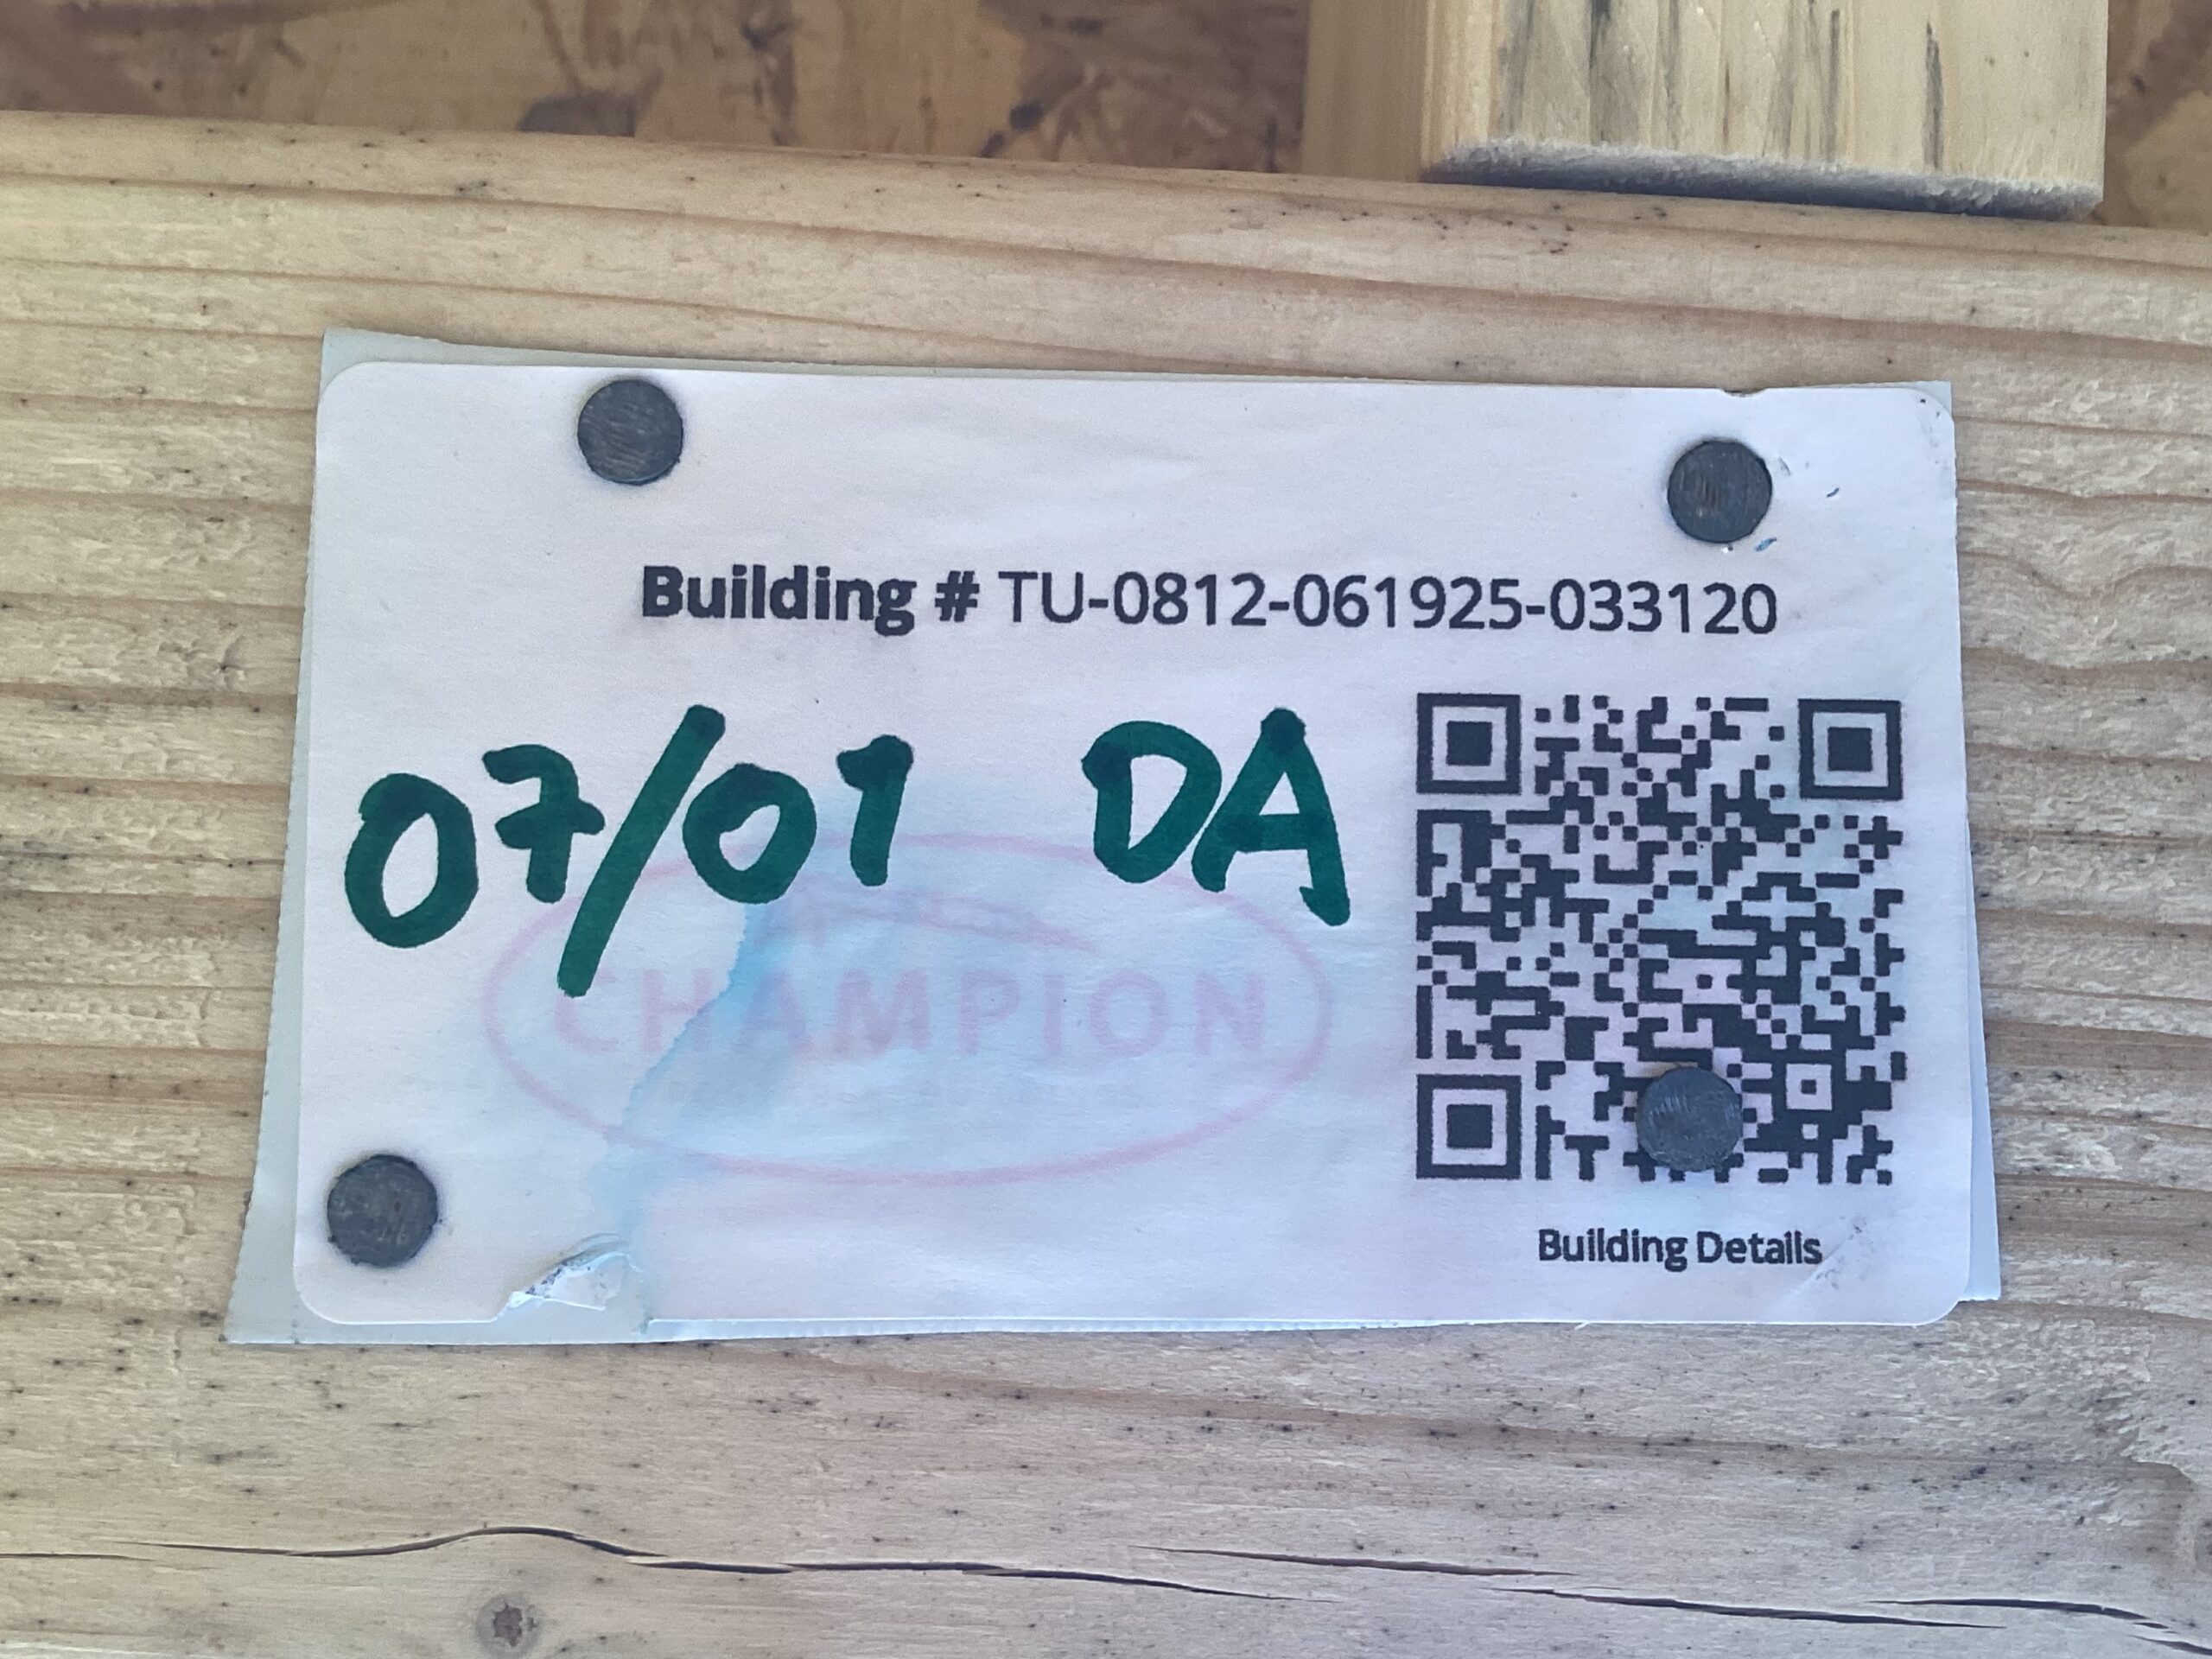 Building # TU-0812-061925-033120
07/01 DA
CHAMPION
Building Details